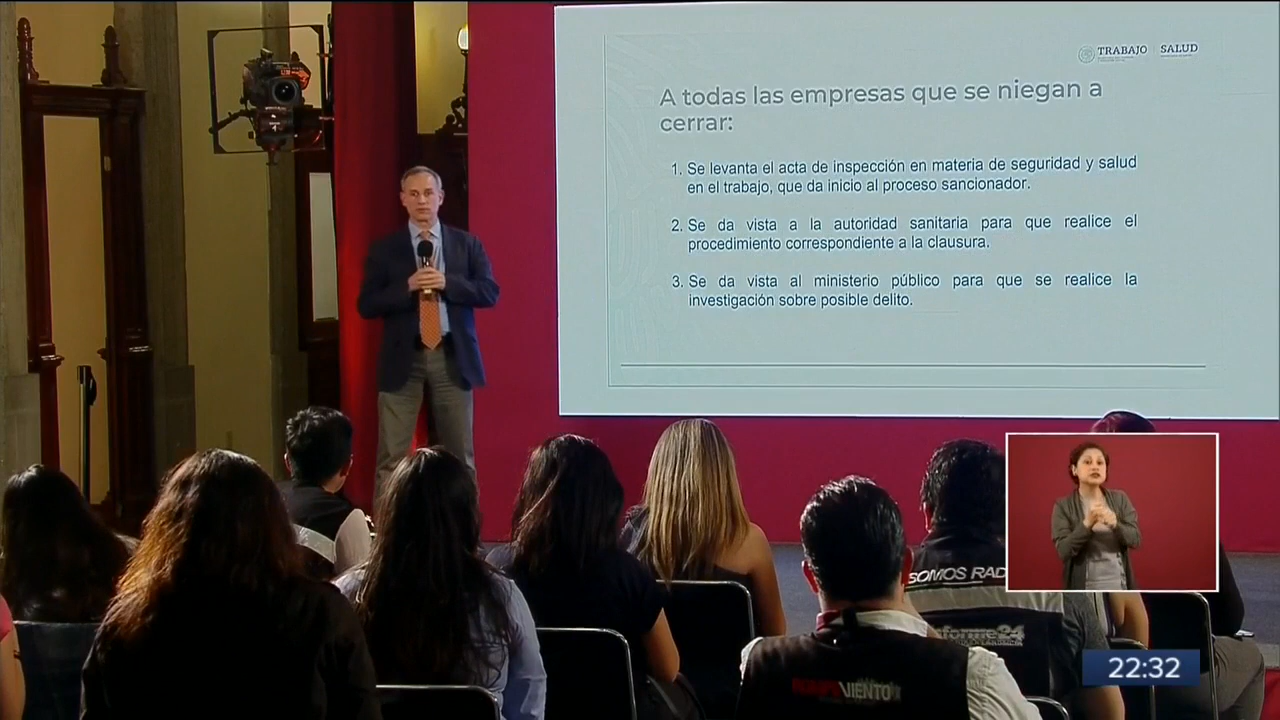 TRABAJO
SALUD
A todas las empresas que se niegan a
cerrar:
1. Se levanta el acta de inspección en materia de seguridad y salud
en el trabajo, que da inicio al proceso sancionador.
2. Se da vista a la autoridad sanitaria para que realice el
procedimiento correspondiente a la clausura.
3. Se da vista al ministerio público para que se realice la
investigación sobre posible delito.
SOMOS RAD
forme24
VIENTO
22:32